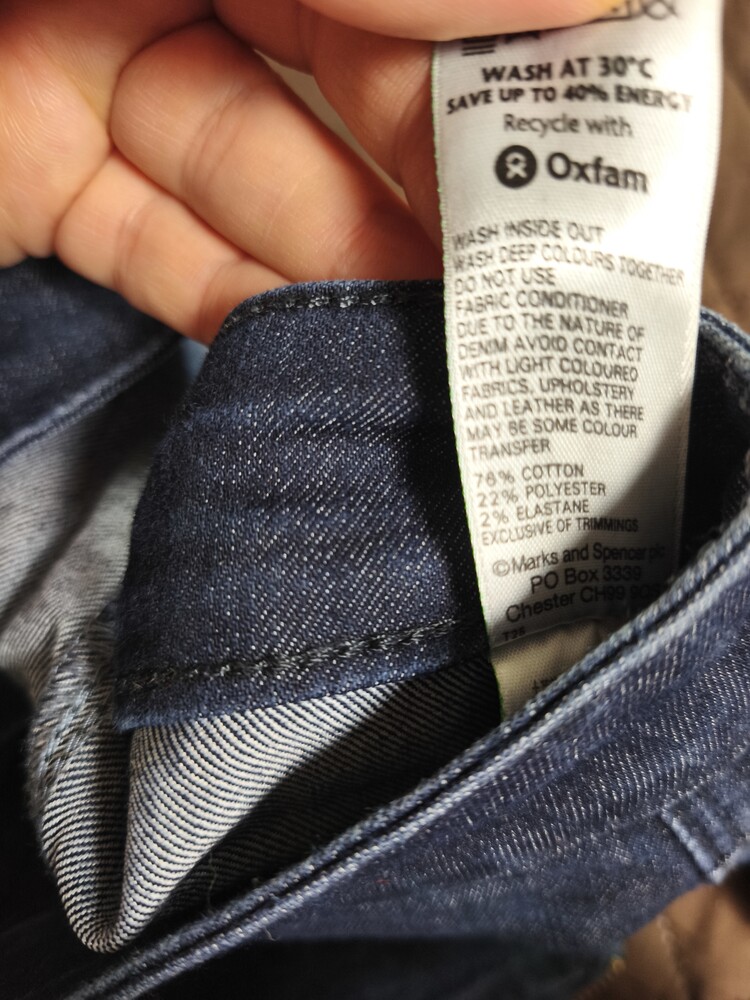 WASH AT 30°C
SAVE UP TO 40% ENERGY
Recycle with
Oxfam
WASH INSIDE OUT
WASH DEEP COLOURS TOGETHER
DO NOT USE
FABRIC CONDITIONER
DUE TO THE NATURE OF
DENIM AVOID CONTACT
WITH LIGHT COLOURED
FABRICS, UPHOLSTERY
AND LEATHER AS THERE
MAY BE SOME COLOUR
TRANSFER
76% COTTON
22% POLYESTER
2% ELASTANE
EXCLUSIVE OF TRIMMINGS
©Marks and Spencer plc
PO Box 3339
Chester CH99